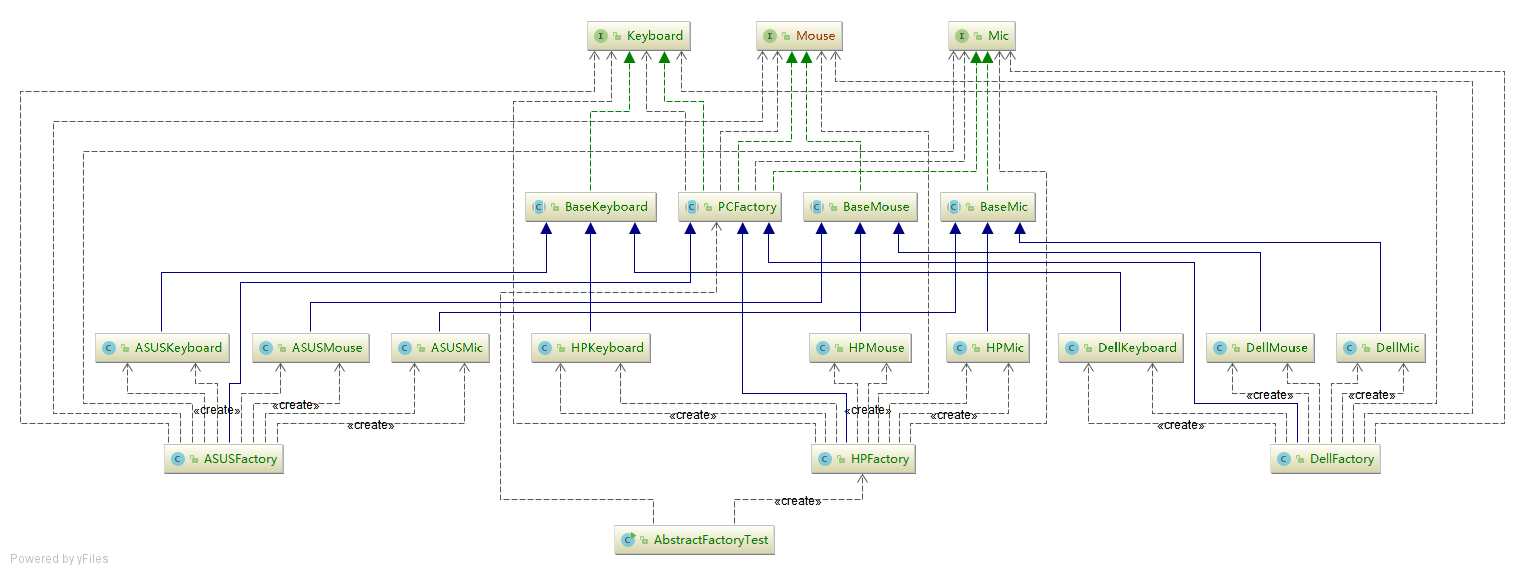 Keyboard
Mouse
Mic
BaseKeyboard
PCFactory
BaseMouse
BaseMic
ASUSKeyboard
ASUSMouse
ASUSMic
HPKeyboard
HPMouse
HPMic
DellKeyboard
DellMouse
DellMic
«create»
«create»
«create»
«create»
«create»
«create»
«create»
«create»
«create»
ASUSFactory
HPFactory
DellFactory
«create»
AbstractFactoryTest
Powered by yFiles